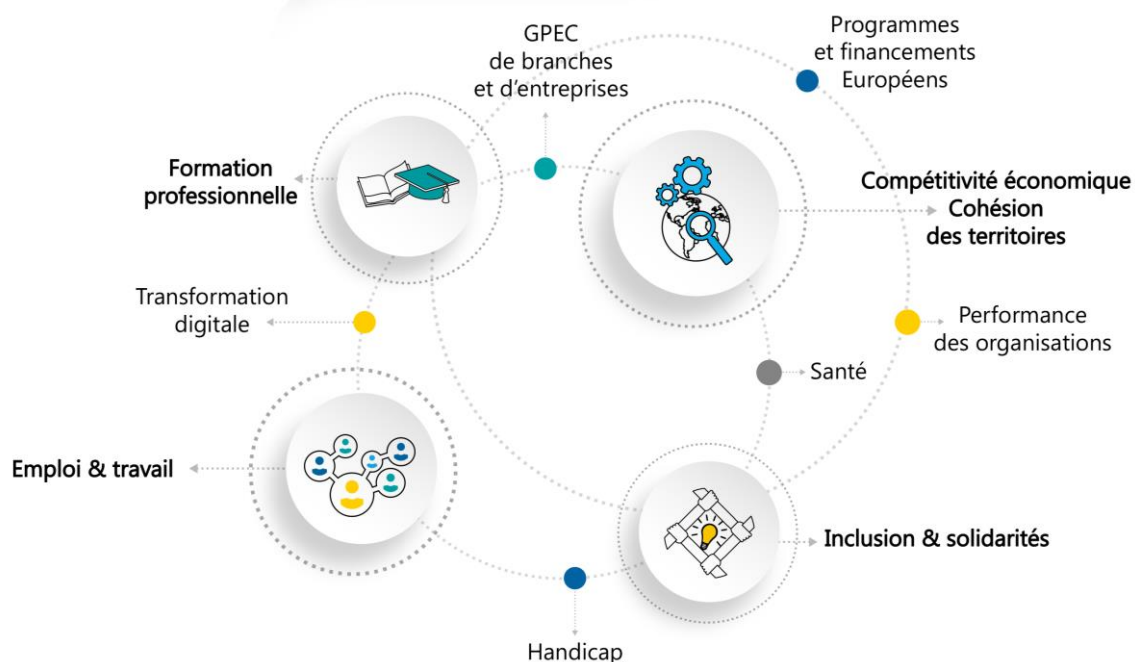 GPEC
de branches
et d'entreprises
Programmes
et financements
Européens
Formation
professionnelle
Compétitivité économique
Cohésion
des territoires
Transformation
digitale
Performance
des organisations
Santé
Emploi & travail
Inclusion & solidarités
Handicap